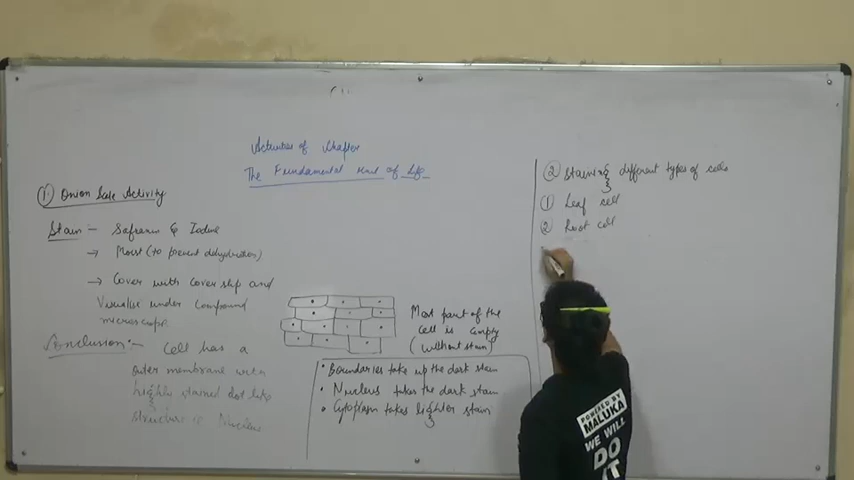 Activities of Chapter
The Fundamental Unit of Life
① Onion Scale Activity
Stain :- Safranin & Iodine
→ Moist (to prevent dehydration)
→ Cover with cover slip and
Visualise under Compound
microscope
Conclusion :- Cell has a
outer membrane with
highly stained dot like
structure is Nucleus
Most part of the
cell is empty
(without stain)
• Boundaries take up the dark stain
• Nucleus takes the dark stain
• Cytoplasm takes lighter stain
② Staining different types of cells
① Leaf cell
② Root cell
POWERED BY
MALUKA
WE WILL
DO
IT